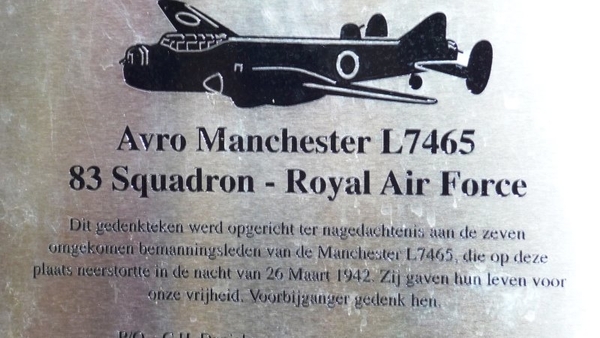 Avro Manchester L7465
83 Squadron - Royal Air Force
Dit gedenkteken werd opgericht ter nagedachtenis aan de zeven
omgekomen bemanningsleden van de Manchester L7465, die op deze
plaats neerstortte in de nacht van 26 Maart 1942. Zij gaven hun leven voor
onze vrijheid. Voorbijganger gedenk hen.